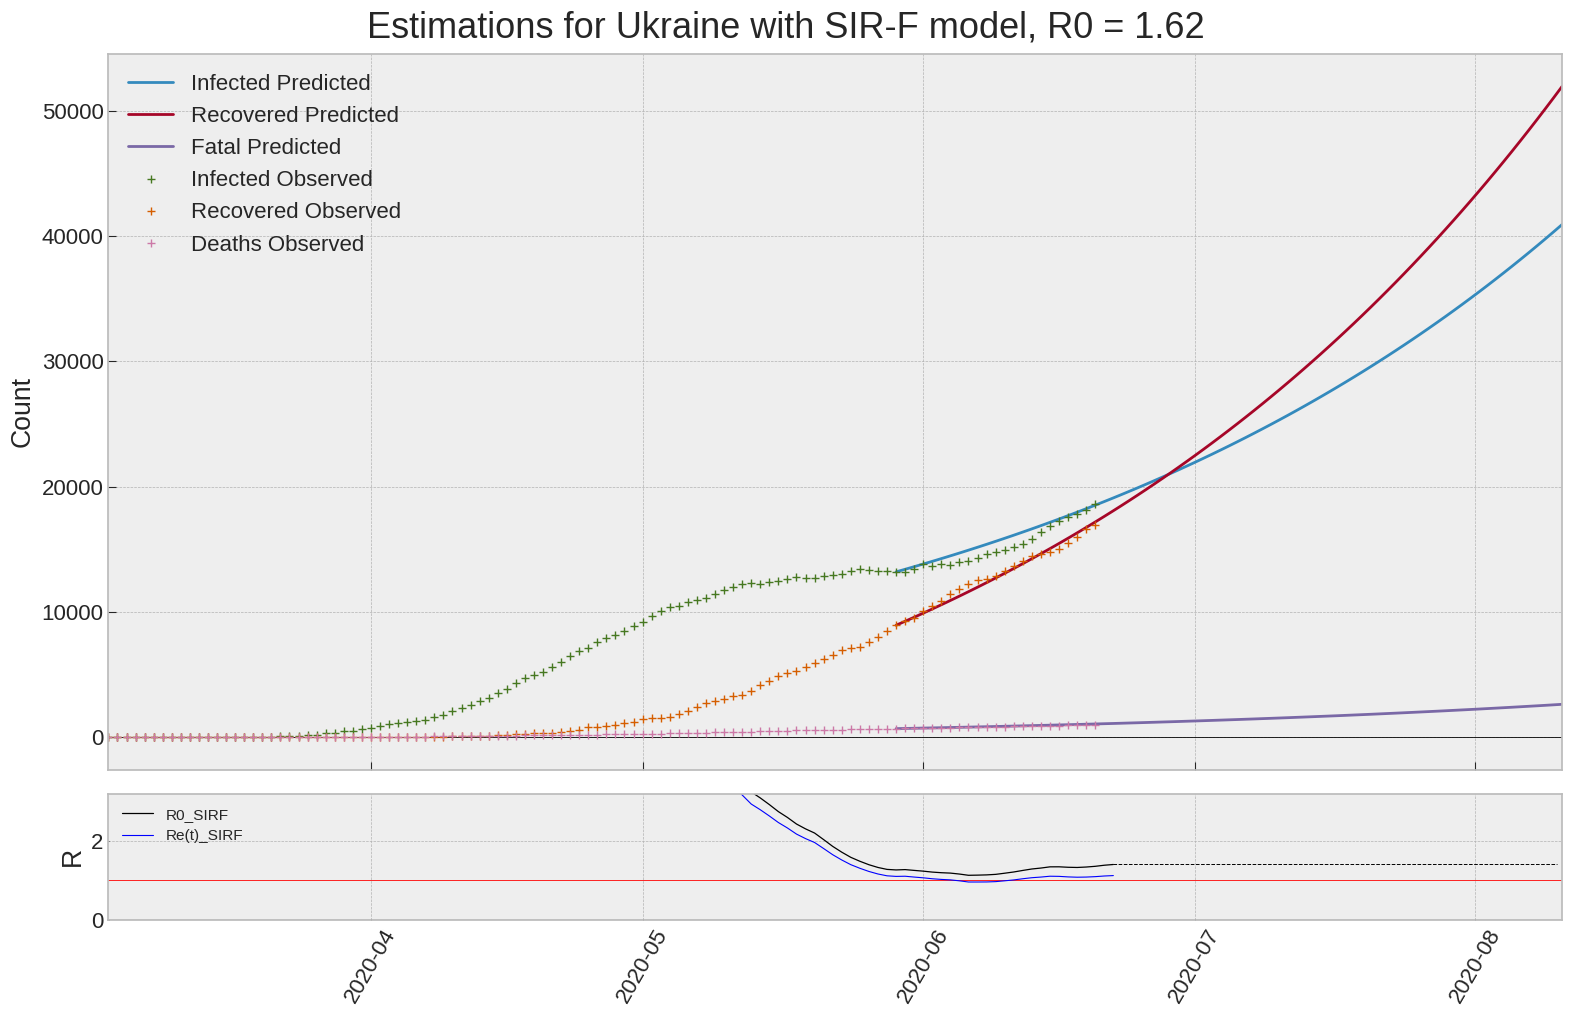 Estimations for Ukraine with SIR-F model, R0 = 1.62
Infected Predicted
Recovered Predicted
Fatal Predicted
Infected Observed
Recovered Observed
Deaths Observed
50000
40000
30000
20000
10000
0
Count
R0_SIRF
Re(t)_SIRF
2
0
R
2020-04
2020-05
2020-06
2020-07
2020-08